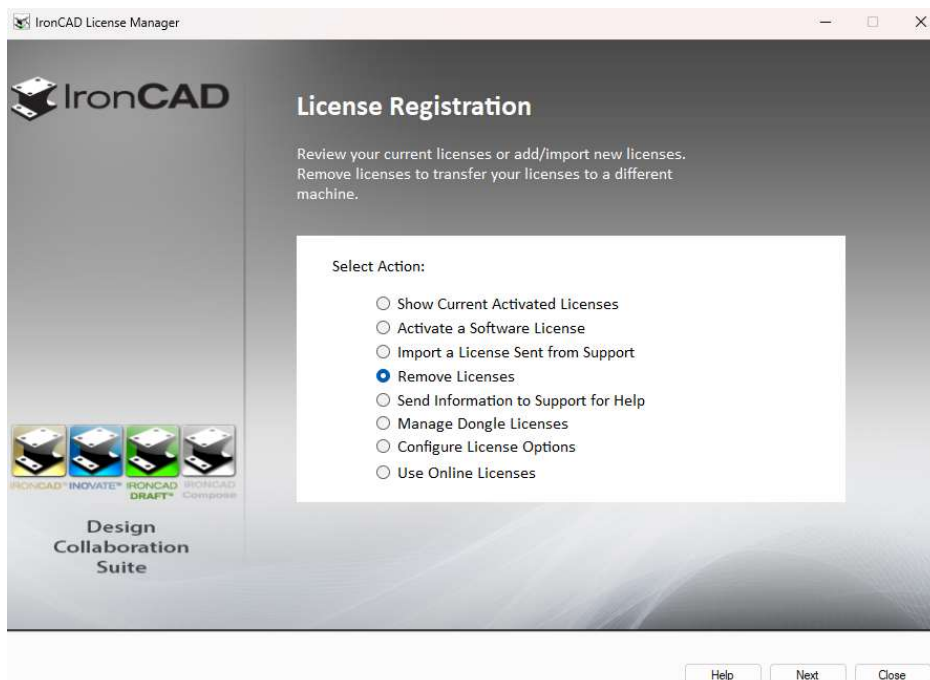 IronCAD License Manager
IronCAD
License Registration
Review your current licenses or add/import new licenses.
Remove licenses to transfer your licenses to a different
machine.
Select Action:
Show Current Activated Licenses
Activate a Software License
Import a License Sent from Support
Remove Licenses
Send Information to Support for Help
Manage Dongle Licenses
Configure License Options
Use Online Licenses
IRONCAD™ INOVATE™ IRONCAD DRAFT™ IRONCAD Compose
Design
Collaboration
Suite
Help Next Close